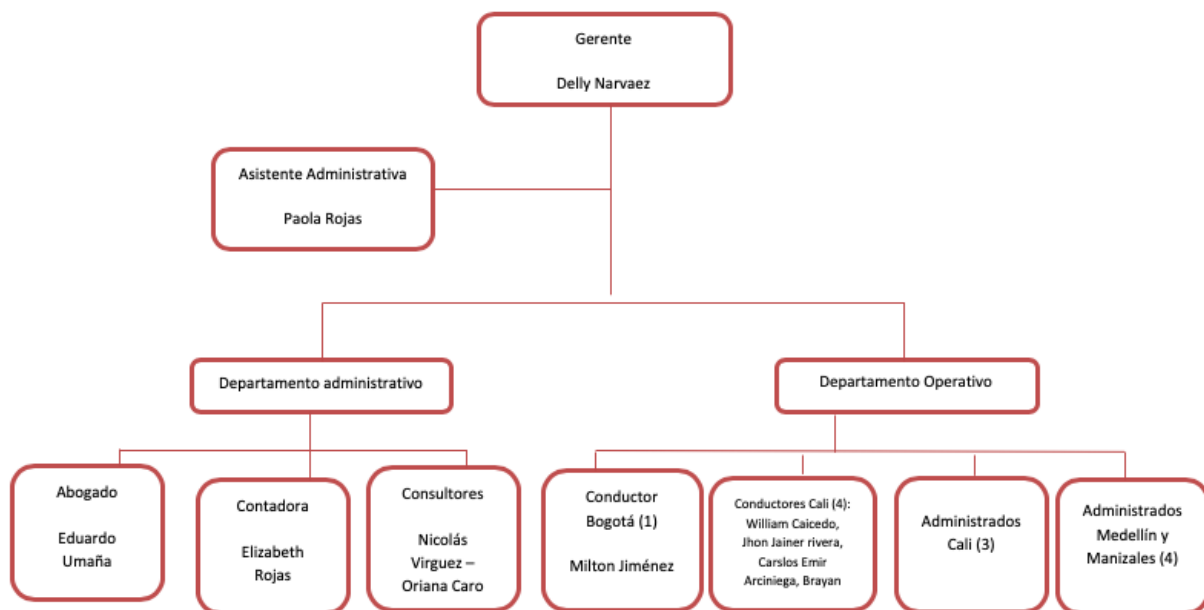 Gerente
Delly Narvaez
Asistente Administrativa
Paola Rojas
Departamento administrativo
Departamento Operativo
Abogado
Eduardo
Umaña
Contadora
Elizabeth
Rojas
Consultores
Nicolás
Virguez –
Oriana Caro
Conductor
Bogotá (1)
Milton Jiménez
Conductores Cali (4):
William Caicedo,
Jhon Jainer rivera,
Carslos Emir
Arciniega, Brayan
Administrados
Cali (3)
Administrados
Medellín y
Manizales (4)